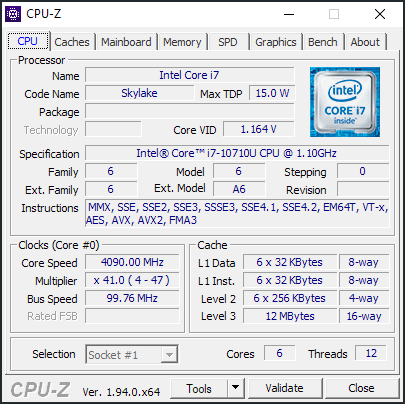 CPU-Z
CPU Caches Mainboard Memory SPD Graphics Bench About
Processor
Name Intel Core i7
Code Name Skylake Max TDP 15.0 W
Package
Technology Core VID 1.164 V
intel CORE i7 inside™
Specification Intel® Core™ i7-10710U CPU @ 1.10GHz
Family 6 Model 6 Stepping 0
Ext. Family 6 Ext. Model A6 Revision
Instructions MMX, SSE, SSE2, SSE3, SSSE3, SSE4.1, SSE4.2, EM64T, VT-x,
AES, AVX, AVX2, FMA3
Clocks (Core #0)
Core Speed 4090.00 MHz
Multiplier x 41.0 ( 4 - 47 )
Bus Speed 99.76 MHz
Rated FSB
Cache
L1 Data 6 x 32 KBytes 8-way
L1 Inst. 6 x 32 KBytes 8-way
Level 2 6 x 256 KBytes 4-way
Level 3 12 MBytes 16-way
Selection Socket #1 Cores 6 Threads 12
CPU-Z Ver. 1.94.0.x64 Tools Validate Close